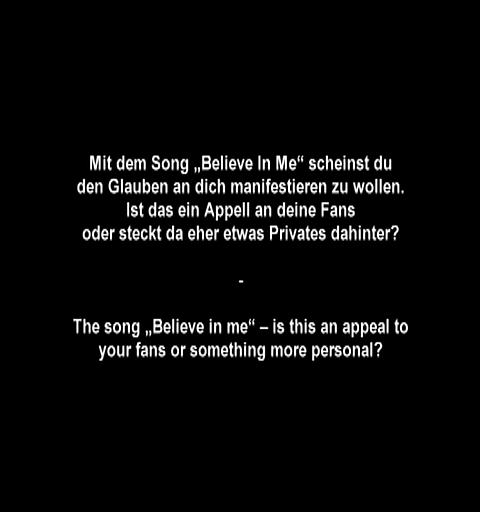 Mit dem Song „Believe In Me“ scheinst du
den Glauben an dich manifestieren zu wollen.
Ist das ein Appell an deine Fans
oder steckt da eher etwas Privates dahinter?
-
The song „Believe in me“ – is this an appeal to
your fans or something more personal?